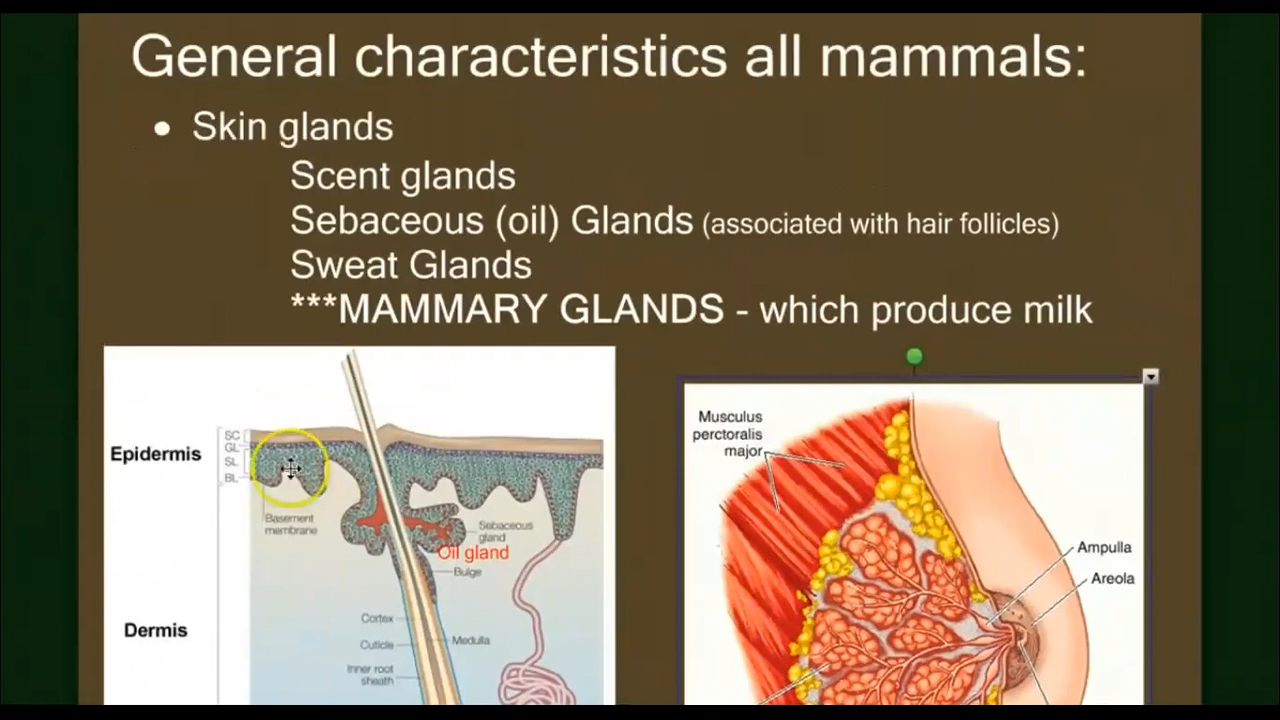 General characteristics all mammals:
● Skin glands
Scent glands
Sebaceous (oil) Glands (associated with hair follicles)
Sweat Glands
***MAMMARY GLANDS - which produce milk
Epidermis
SC
GL
SL
BL
Basement
membrane
Sebaceous
gland
Oil gland
Bulge
Dermis
Cortex
Cuticle
Medulla
Inner root
sheath
Musculus
perctoralis
major
Ampulla
Areola